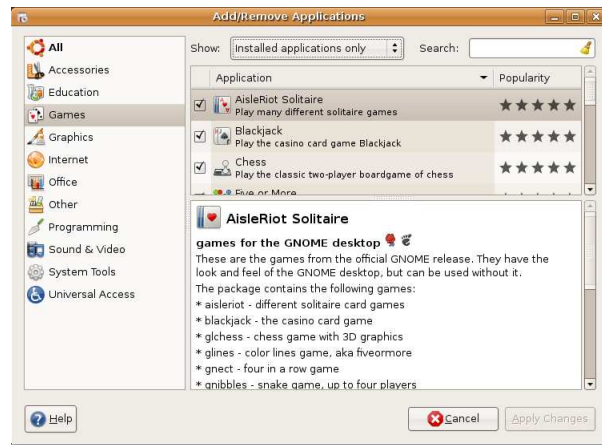 Add/Remove Applications
All
Accessories
Education
Games
Graphics
Internet
Office
Other
Programming
Sound & Video
System Tools
Universal Access
Show: Installed applications only Search:
Application Popularity
AisleRiot Solitaire
Play many different solitaire games
Blackjack
Play the casino card game Blackjack
Chess
Play the classic two-player boardgame of chess
Five or More
AisleRiot Solitaire
games for the GNOME desktop
These are the games from the official GNOME release. They have the
look and feel of the GNOME desktop, but can be used without it.
The package contains the following games:
* aisleriot - different solitaire card games
* blackjack - the casino card game
* glchess - chess game with 3D graphics
* glines - color lines game, aka fiveormore
* gnect - four in a row game
* gnibbles - snake game, up to four players
Help Cancel Apply Changes